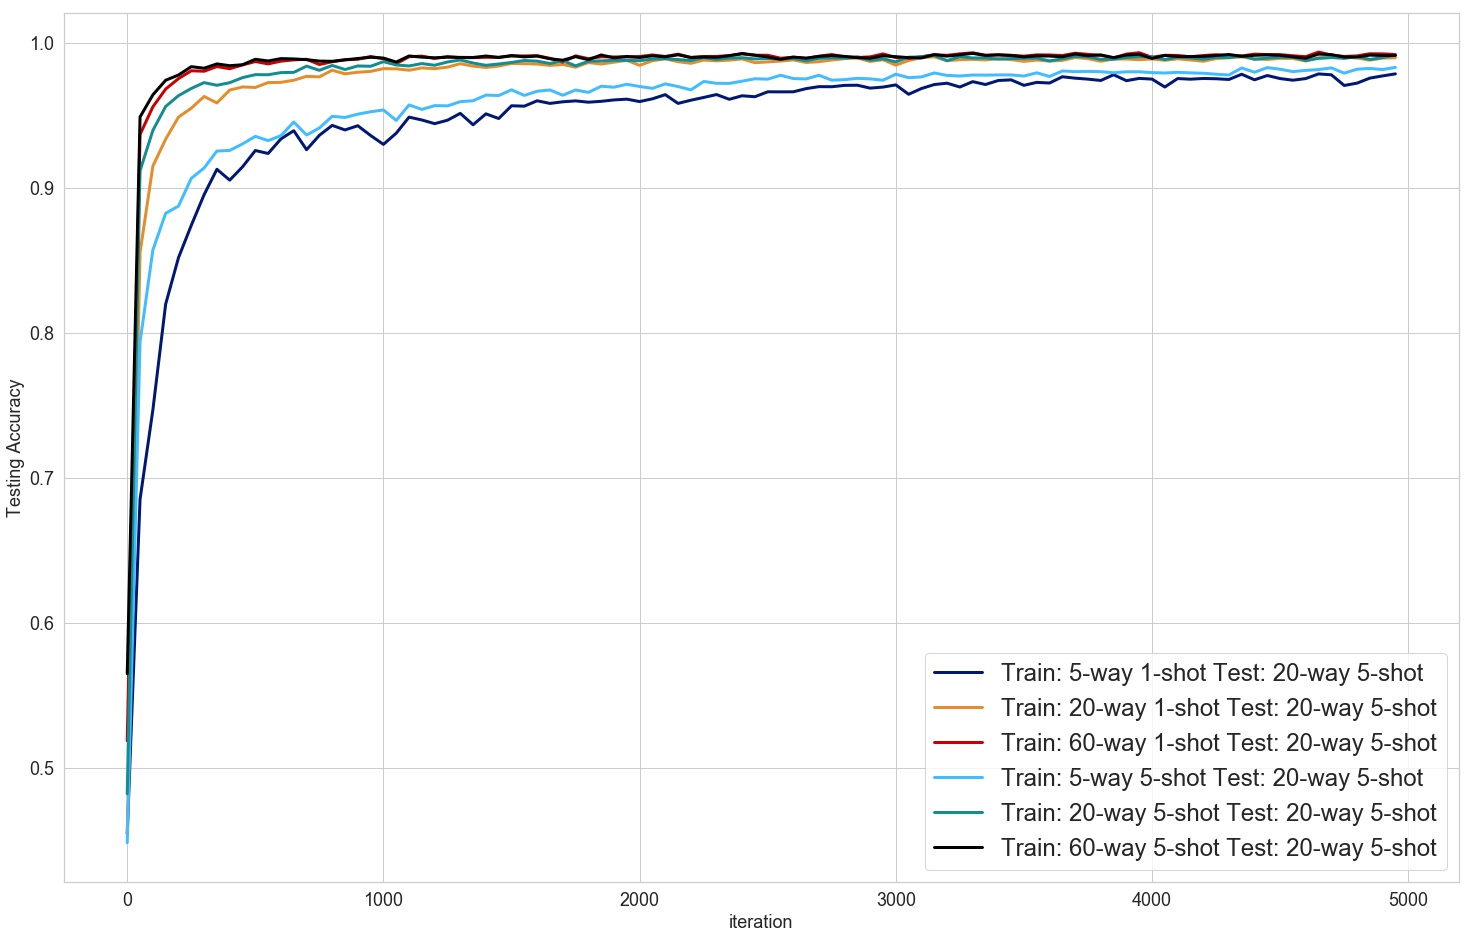 1.0
0.9
0.8
0.7
0.6
0.5
Testing Accuracy
0 1000 2000 3000 4000 5000
iteration
Train: 5-way 1-shot Test: 20-way 5-shot
Train: 20-way 1-shot Test: 20-way 5-shot
Train: 60-way 1-shot Test: 20-way 5-shot
Train: 5-way 5-shot Test: 20-way 5-shot
Train: 20-way 5-shot Test: 20-way 5-shot
Train: 60-way 5-shot Test: 20-way 5-shot